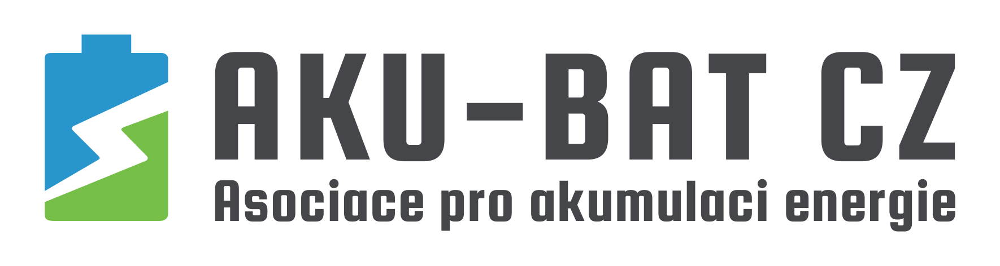 AKU-BAT CZ
Asociace pro akumulaci energie